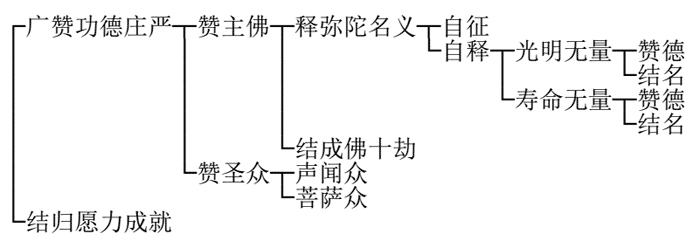 广赞功德庄严 赞主佛 释弥陀名义 自征
自释 光明无量 赞德
结名
寿命无量 赞德
结名
结成佛十劫
赞圣众 声闻众
菩萨众
结归愿力成就